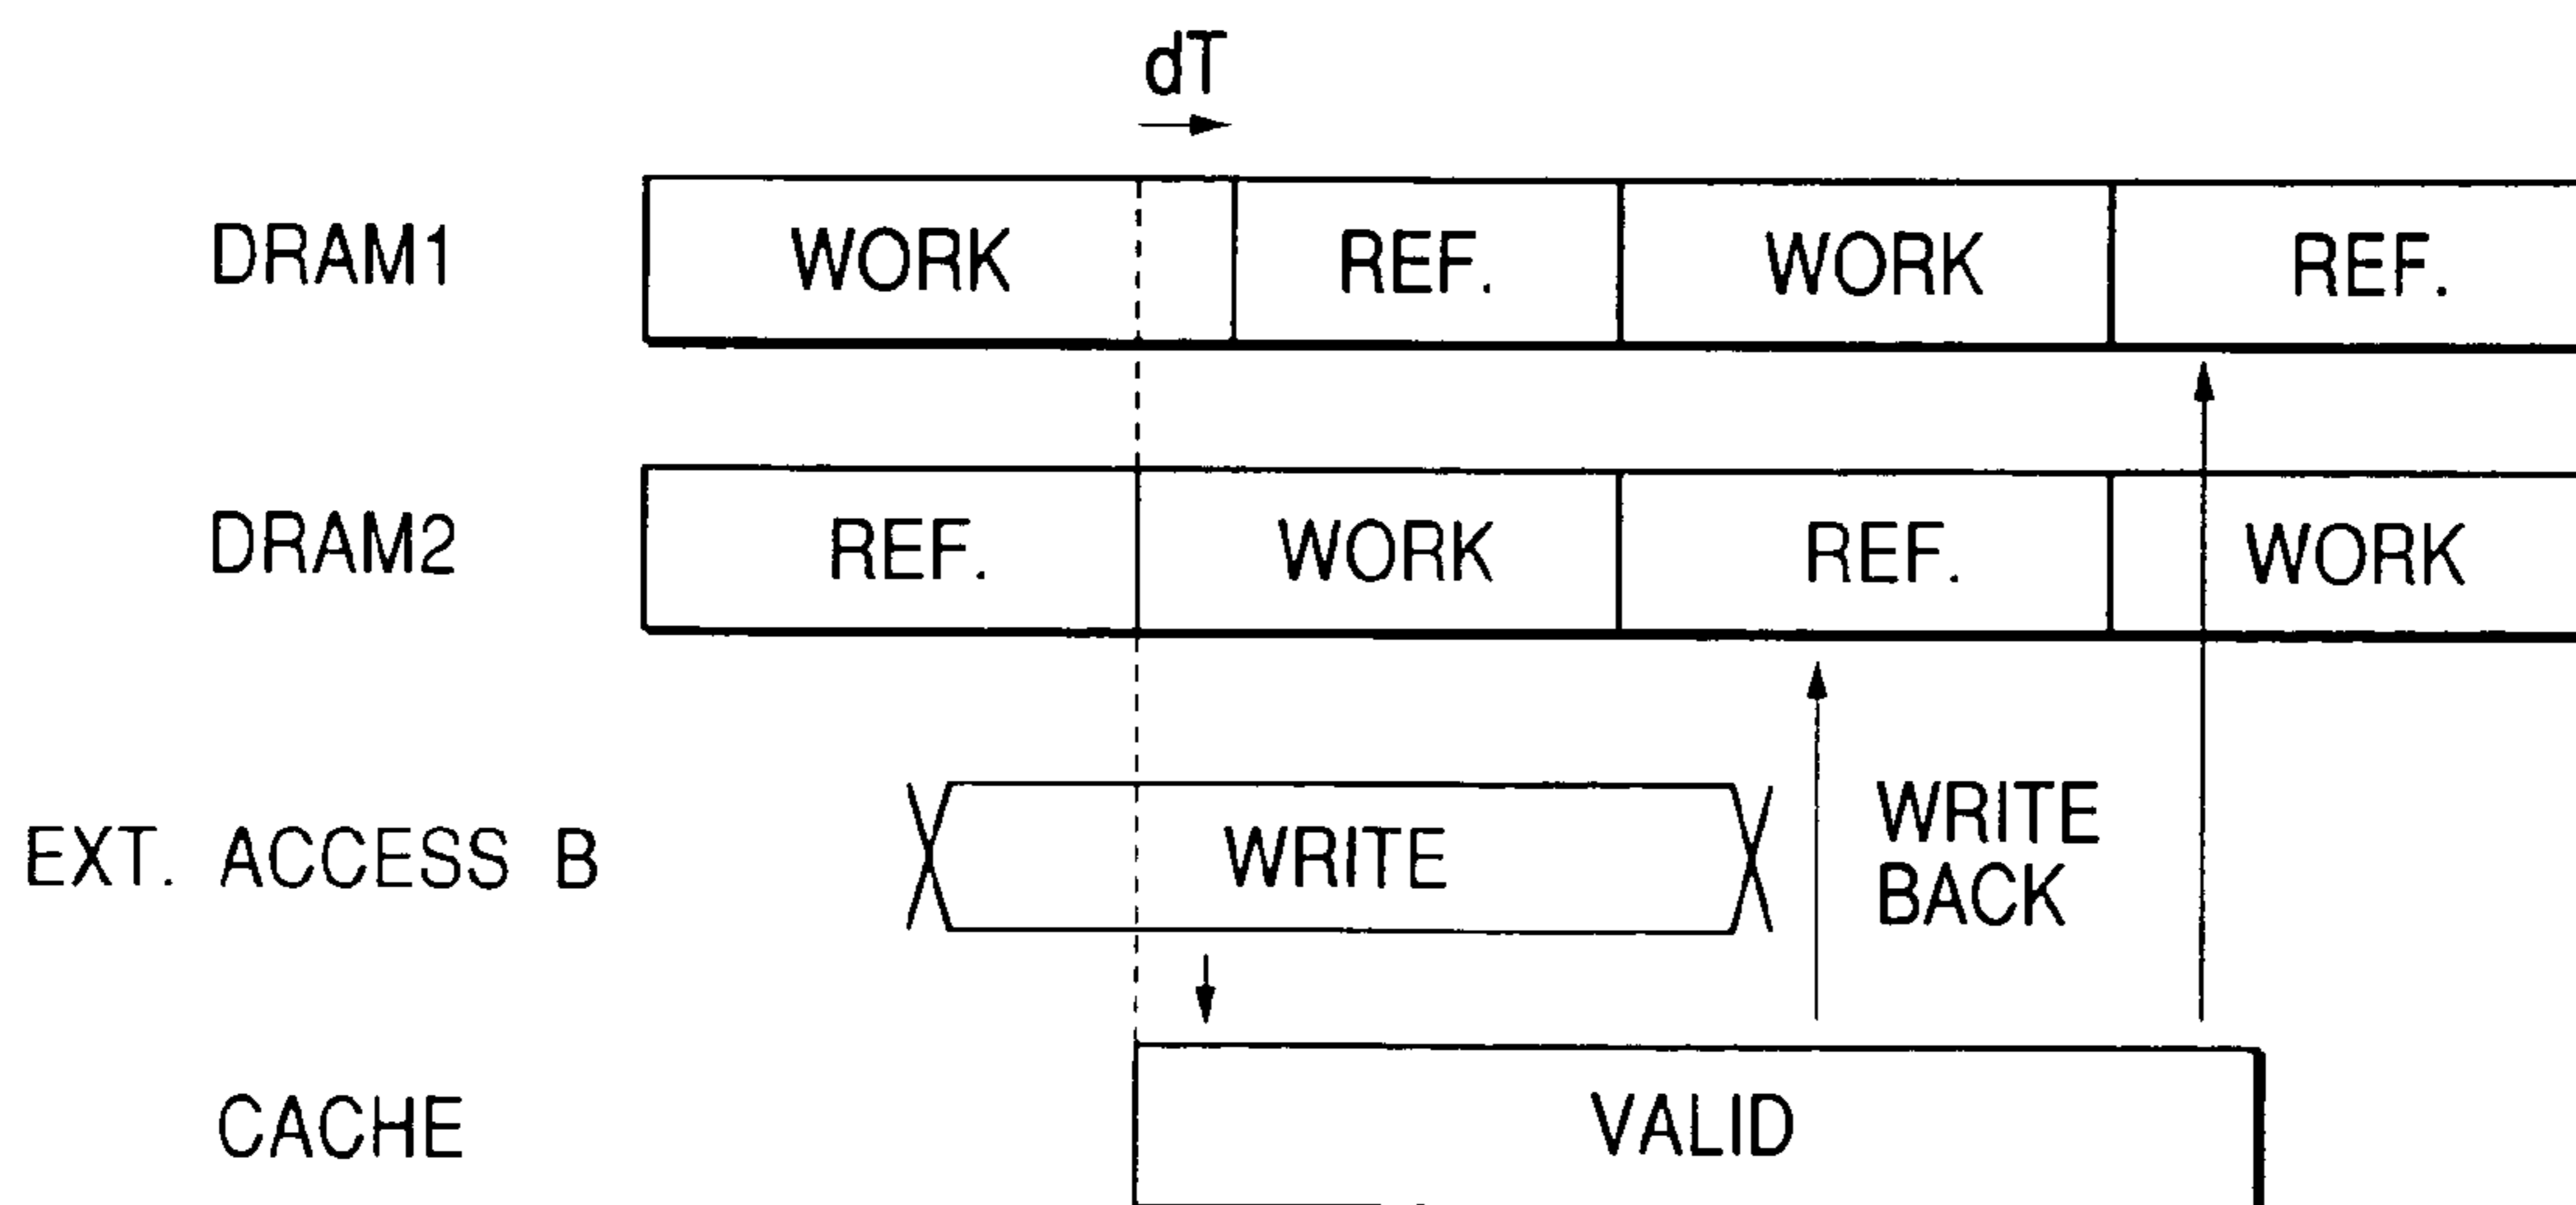 dT
DRAM1 WORK REF. WORK REF.
DRAM2 REF. WORK REF. WORK
EXT. ACCESS B WRITE WRITE
BACK
CACHE VALID